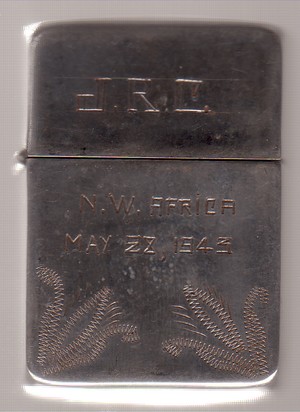 J.R.C.
N.W. AFRICA
MAY 22, 1943